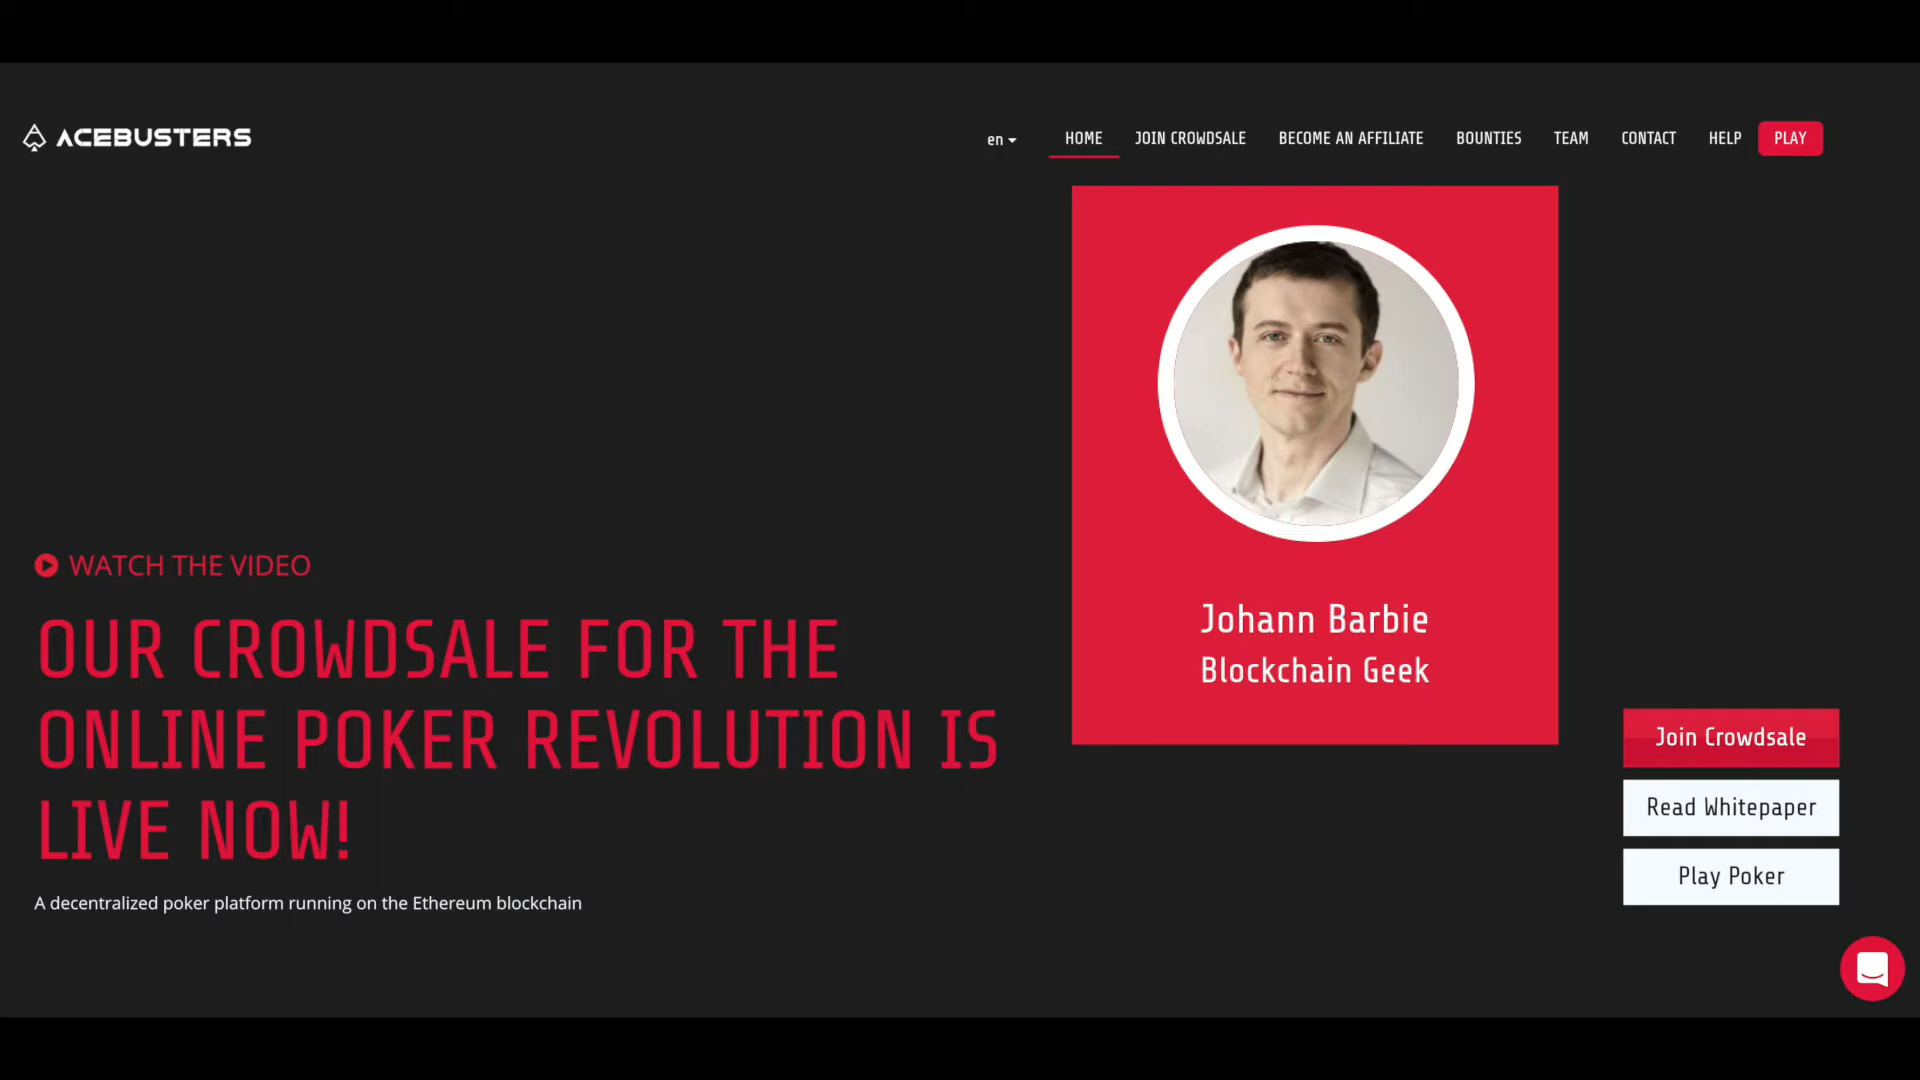 ACEBUSTERS
en
HOME
JOIN CROWDSALE
BECOME AN AFFILIATE
BOUNTIES
TEAM
CONTACT
HELP
PLAY
WATCH THE VIDEO
OUR CROWDSALE FOR THE
ONLINE POKER REVOLUTION IS
LIVE NOW!
A decentralized poker platform running on the Ethereum blockchain
Johann Barbie
Blockchain Geek
Join Crowdsale
Read Whitepaper
Play Poker